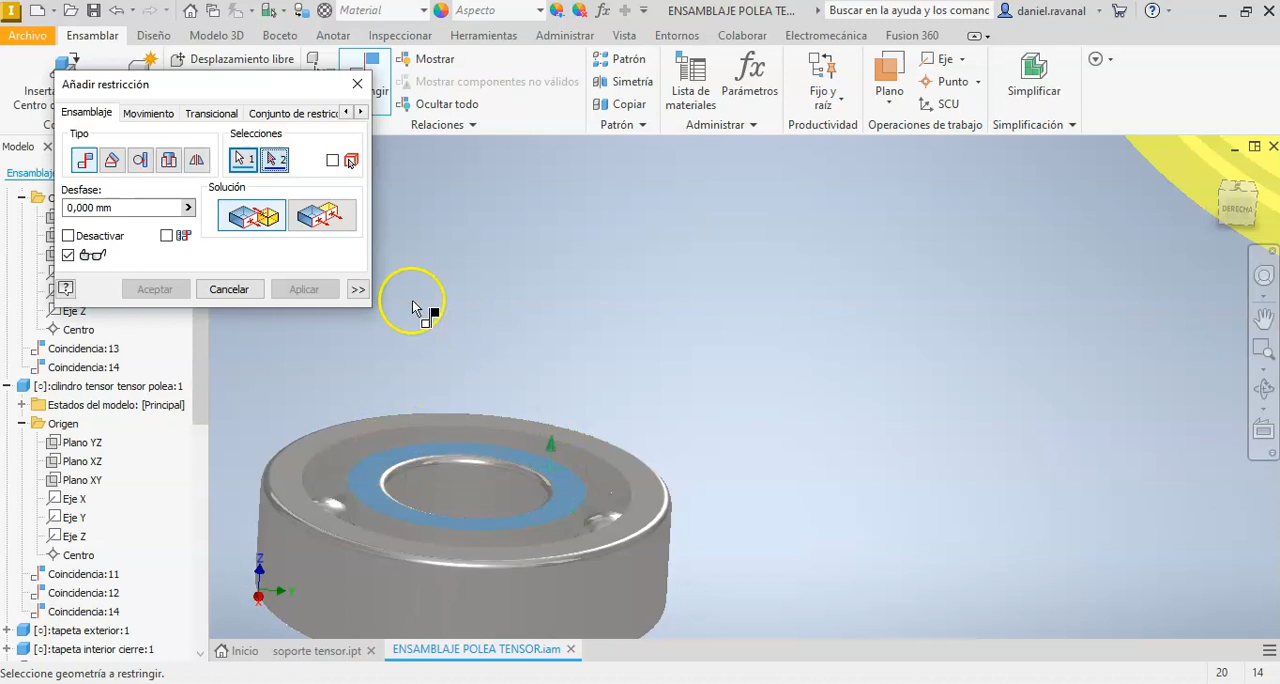 Material
Aspecto
ENSAMBLAJE POLEA TE...
Buscar en la ayuda y los comanc
daniel.ravanal
Archivo
Ensamblar
Diseño
Modelo 3D
Boceto
Anotar
Inspeccionar
Herramientas
Administrar
Vista
Entornos
Colaborar
Electromecánica
Fusion 360
Desplazamiento libre
Mostrar
Mostrar componentes no válidos
Ocultar todo
Relaciones
Patrón
Simetría
Copiar
Patrón
Lista de
materiales
Parámetros
Administrar
Fijo y
raíz
Productividad
Plano
Eje
Punto
SCU
Operaciones de trabajo
Simplificar
Simplificación
Añadir restricción
Ensamblaje
Movimiento
Transicional
Conjunto de restricc
Tipo
Selecciones
1
2
Desfase:
0,000 mm
Solución
Desactivar
Aceptar
Cancelar
Aplicar
>>
Modelo
Eje Z
Centro
Coincidencia:13
Coincidencia:14
[○]:cilindro tensor tensor polea:1
Estados del modelo: [Principal]
Origen
Plano YZ
Plano XZ
Plano XY
Eje X
Eje Y
Eje Z
Centro
Coincidencia:11
Coincidencia:12
Coincidencia:14
[○]:tapeta exterior:1
[○]:tapeta interior cierre:1
DERECHA
Z
Y
X
Inicio
soporte tensor.ipt
ENSAMBLAJE POLEA TENSOR.iam
Seleccione geometría a restringir.
20
14